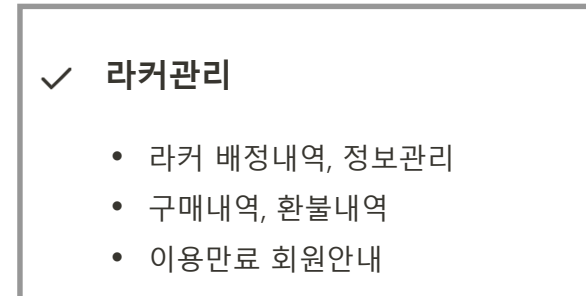 ✓ 라커관리
• 라커 배정내역, 정보관리
• 구매내역, 환불내역
• 이용만료 회원안내